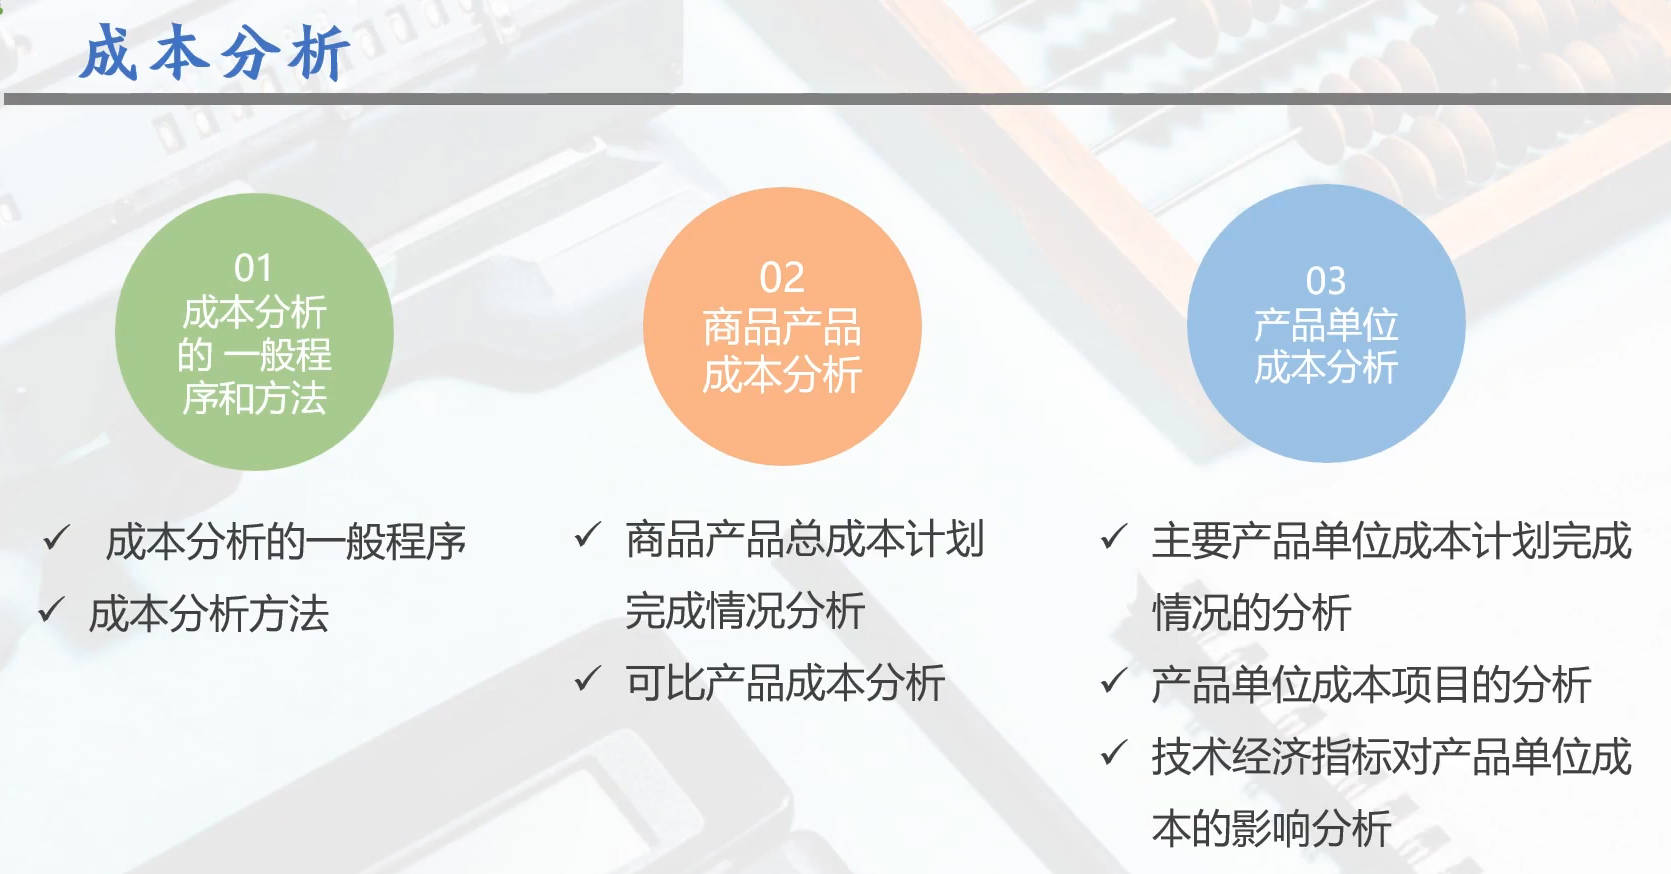 成本分析
01
成本分析
的 一般程
序和方法
02
商品产品
成本分析
03
产品单位
成本分析
✓ 成本分析的一般程序
✓ 成本分析方法
✓ 商品产品总成本计划
完成情况分析
✓ 可比产品成本分析
✓ 主要产品单位成本计划完成
情况的分析
✓ 产品单位成本项目的分析
✓ 技术经济指标对产品单位成
本的影响分析